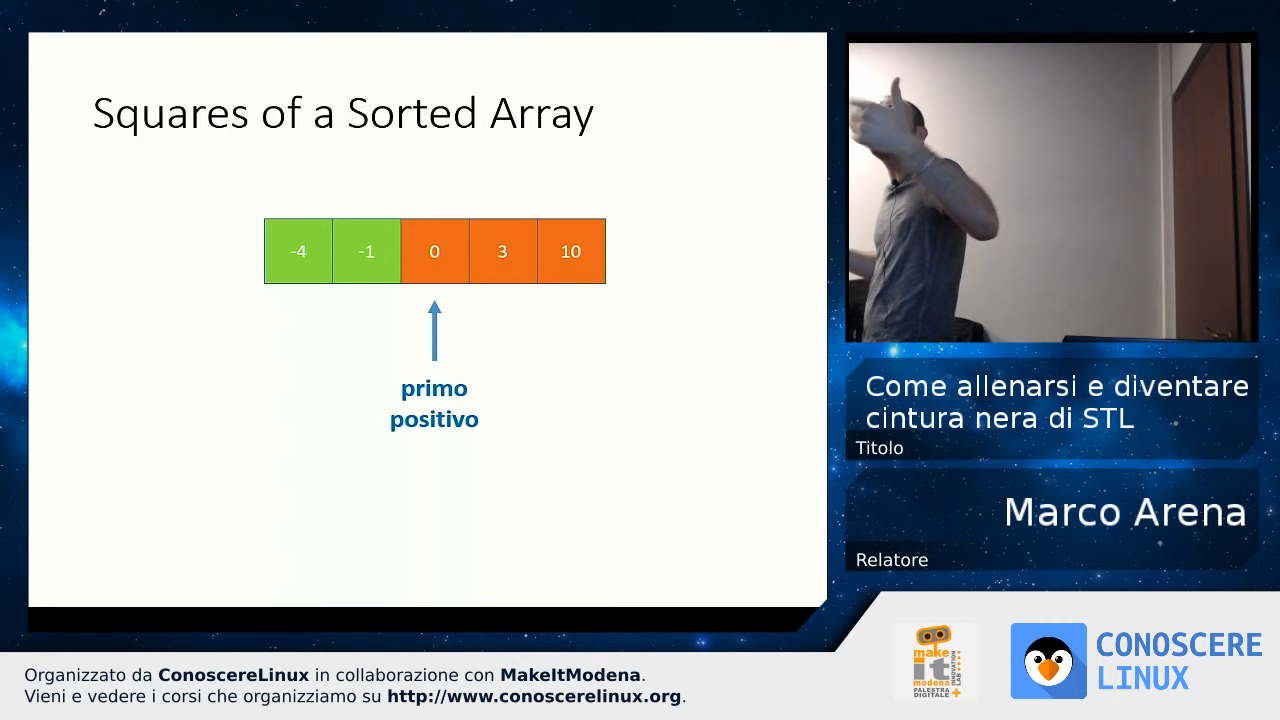 Squares of a Sorted Array
-4 -1 0 3 10
primo
positivo
Come allenarsi e diventare
cintura nera di STL
Titolo
Marco Arena
Relatore
Organizzato da ConoscereLinux in collaborazione con MakeItModena.
Vieni e vedere i corsi che organizziamo su http://www.conoscerelinux.org.
make
it
modena
PALESTRA
DIGITALE
INNOVATION
LAB
CONOSCERE
LINUX